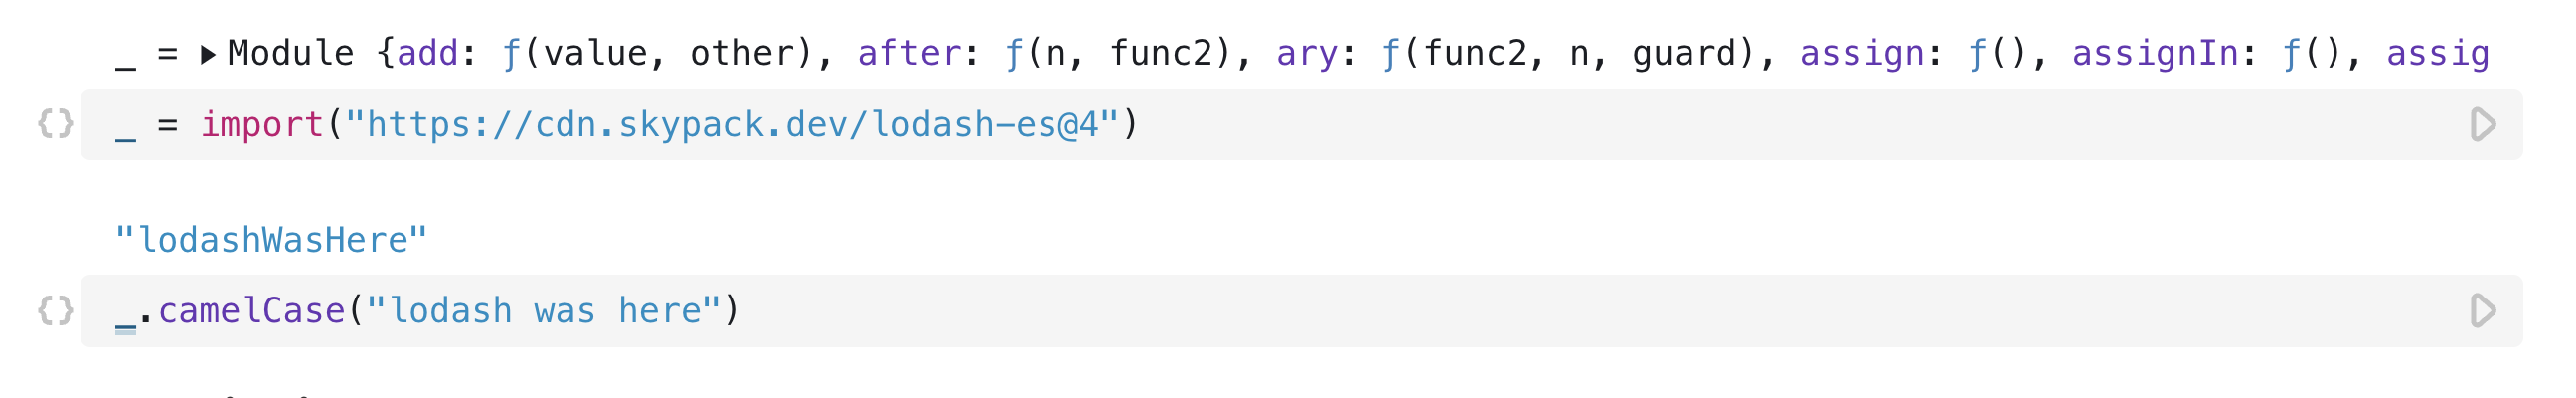 _ = ▸Module {add: ƒ(value, other), after: ƒ(n, func2), ary: ƒ(func2, n, guard), assign: ƒ(), assignIn: ƒ(), assig
{} _ = import("https://cdn.skypack.dev/lodash-es@4")
"lodashWasHere"
{} _.camelCase("lodash was here")